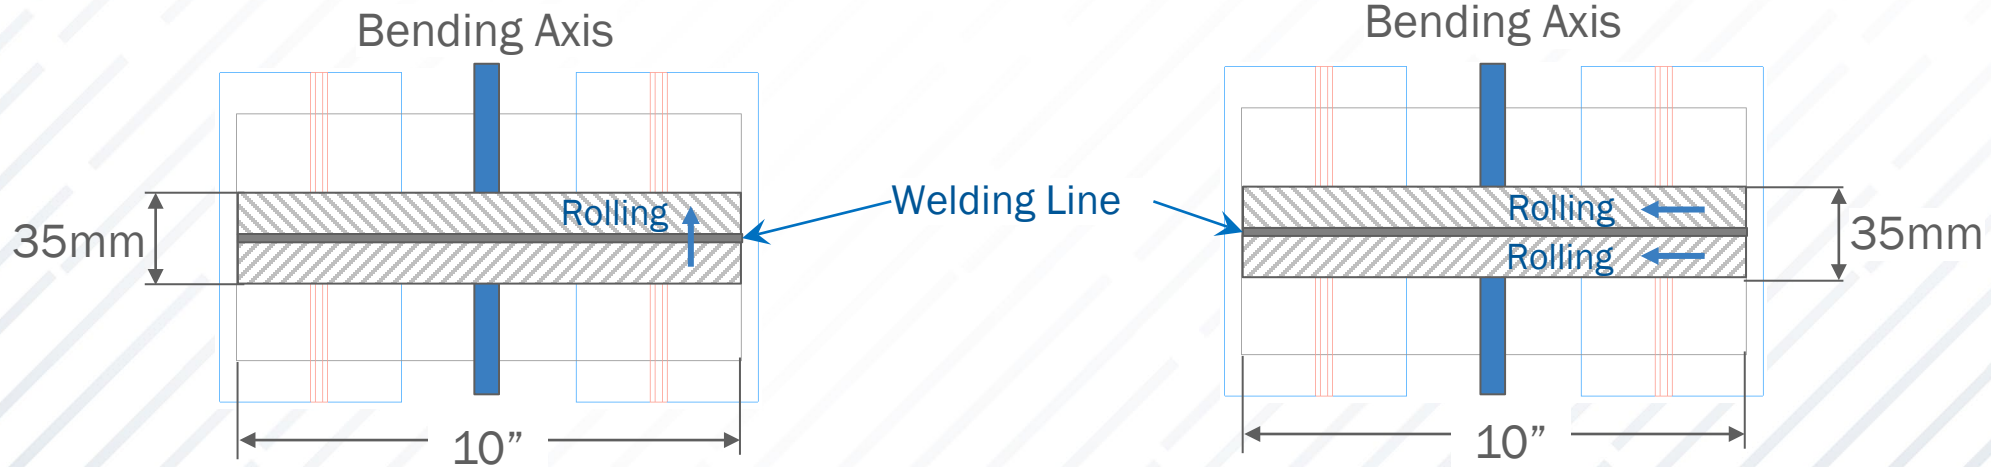 Bending Axis
Bending Axis
Rolling
35mm
Welding Line
Rolling
Rolling
35mm
10”
10”